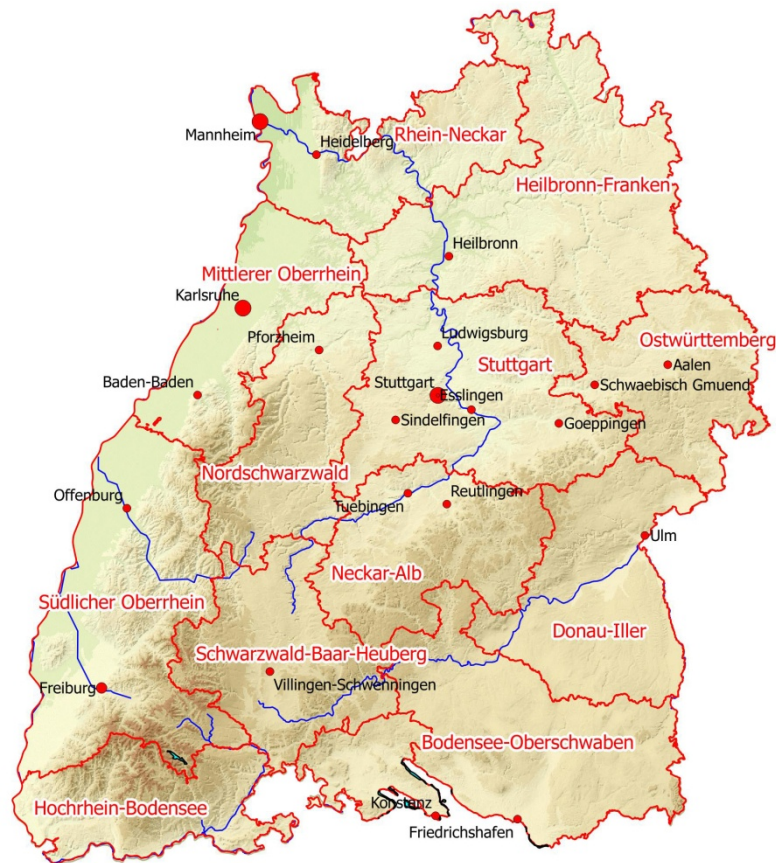 Mannheim
Heidelberg
Rhein-Neckar
Heilbronn-Franken
Heilbronn
Mittlerer Oberrhein
Karlsruhe
Pforzheim
Ludwigsburg
Ostwürttemberg
Stuttgart
Aalen
Baden-Baden
Stuttgart
Schwaebisch Gmuend
Esslingen
Sindelfingen
Goeppingen
Nordschwarzwald
Offenburg
Tuebingen
Reutlingen
Ulm
Neckar-Alb
Südlicher Oberrhein
Donau-Iller
Schwarzwald-Baar-Heuberg
Freiburg
Villingen-Schwenningen
Bodensee-Oberschwaben
Hochrhein-Bodensee
Konstanz
Friedrichshafen